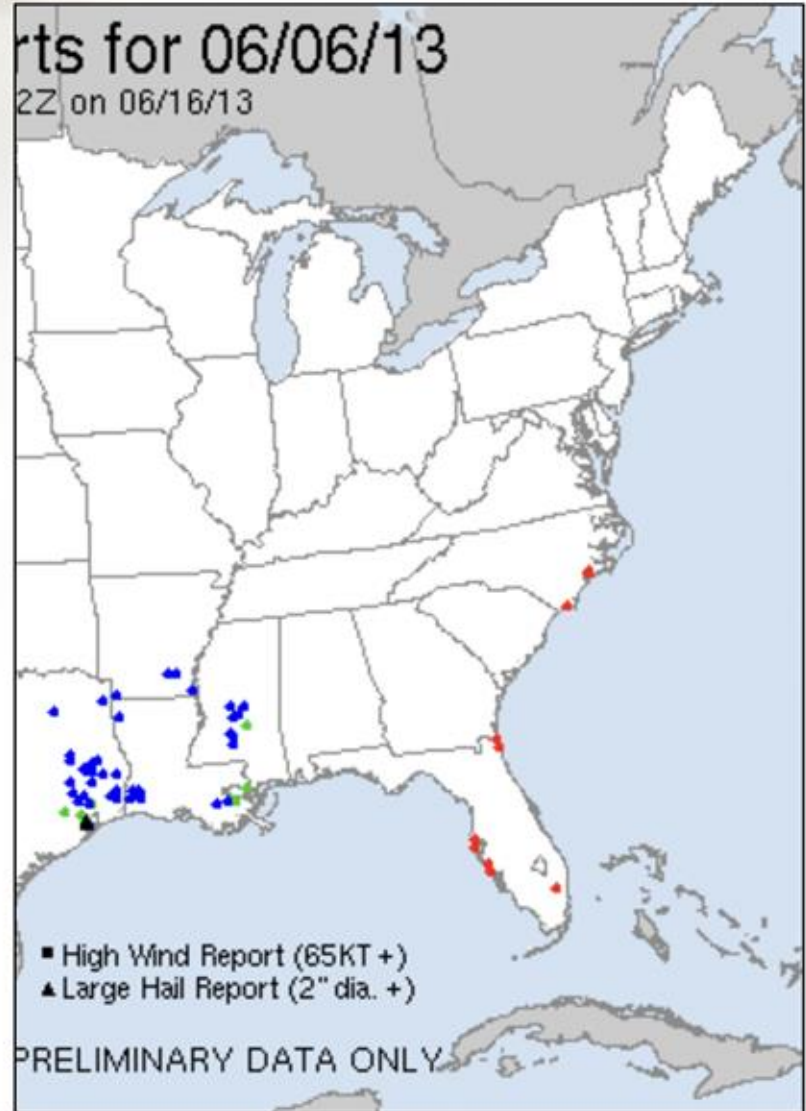 rts for 06/06/13
2Z on 06/16/13
High Wind Report (65KT +)
Large Hail Report (2" dia. +)
PRELIMINARY DATA ONLY